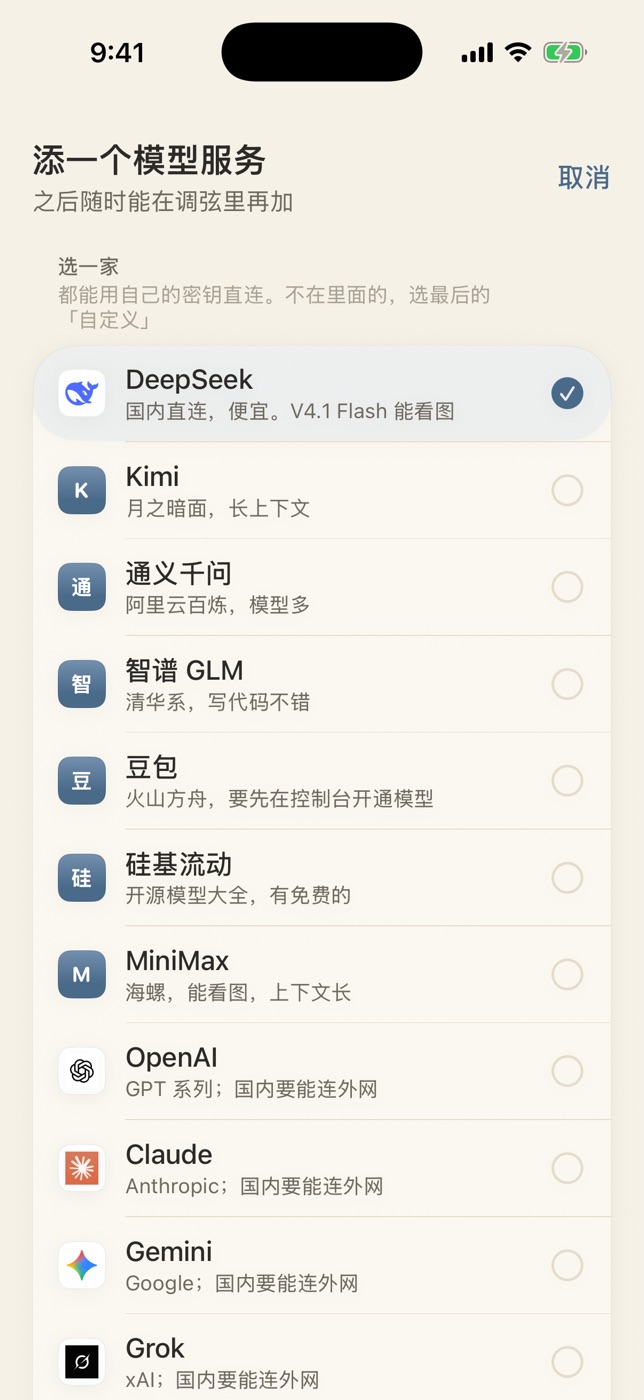 9:41
添一个模型服务
取消
之后随时能在调弦里再加
选一家
都能用自己的密钥直连。不在里面的，选最后的
「自定义」
DeepSeek
国内直连，便宜。V4.1 Flash 能看图
K
Kimi
月之暗面，长上下文
通
通义千问
阿里云百炼，模型多
智
智谱 GLM
清华系，写代码不错
豆
豆包
火山方舟，要先在控制台开通模型
硅
硅基流动
开源模型大全，有免费的
M
MiniMax
海螺，能看图，上下文长
OpenAI
GPT 系列；国内要能连外网
Claude
Anthropic；国内要能连外网
Gemini
Google；国内要能连外网
Grok
xAI；国内要能连外网